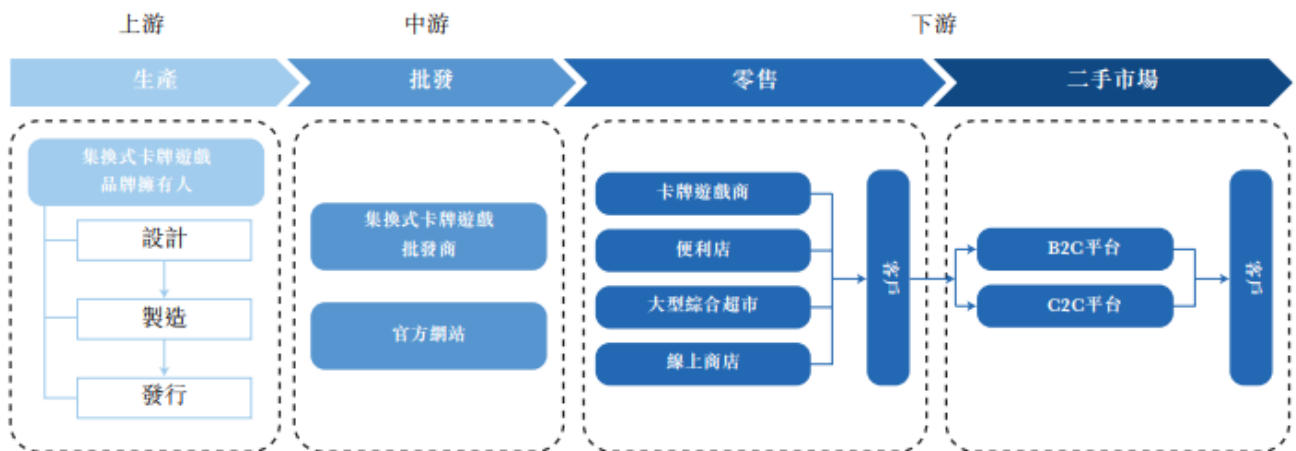 上游
中游
下游
生產
批發
零售
二手市場
集換式卡牌遊戲
品牌擁有人
設計
製造
發行
集換式卡牌遊戲
批發商
官方網站
卡牌遊戲商
便利店
大型綜合超市
線上商店
客戶
B2C平台
C2C平台
客戶